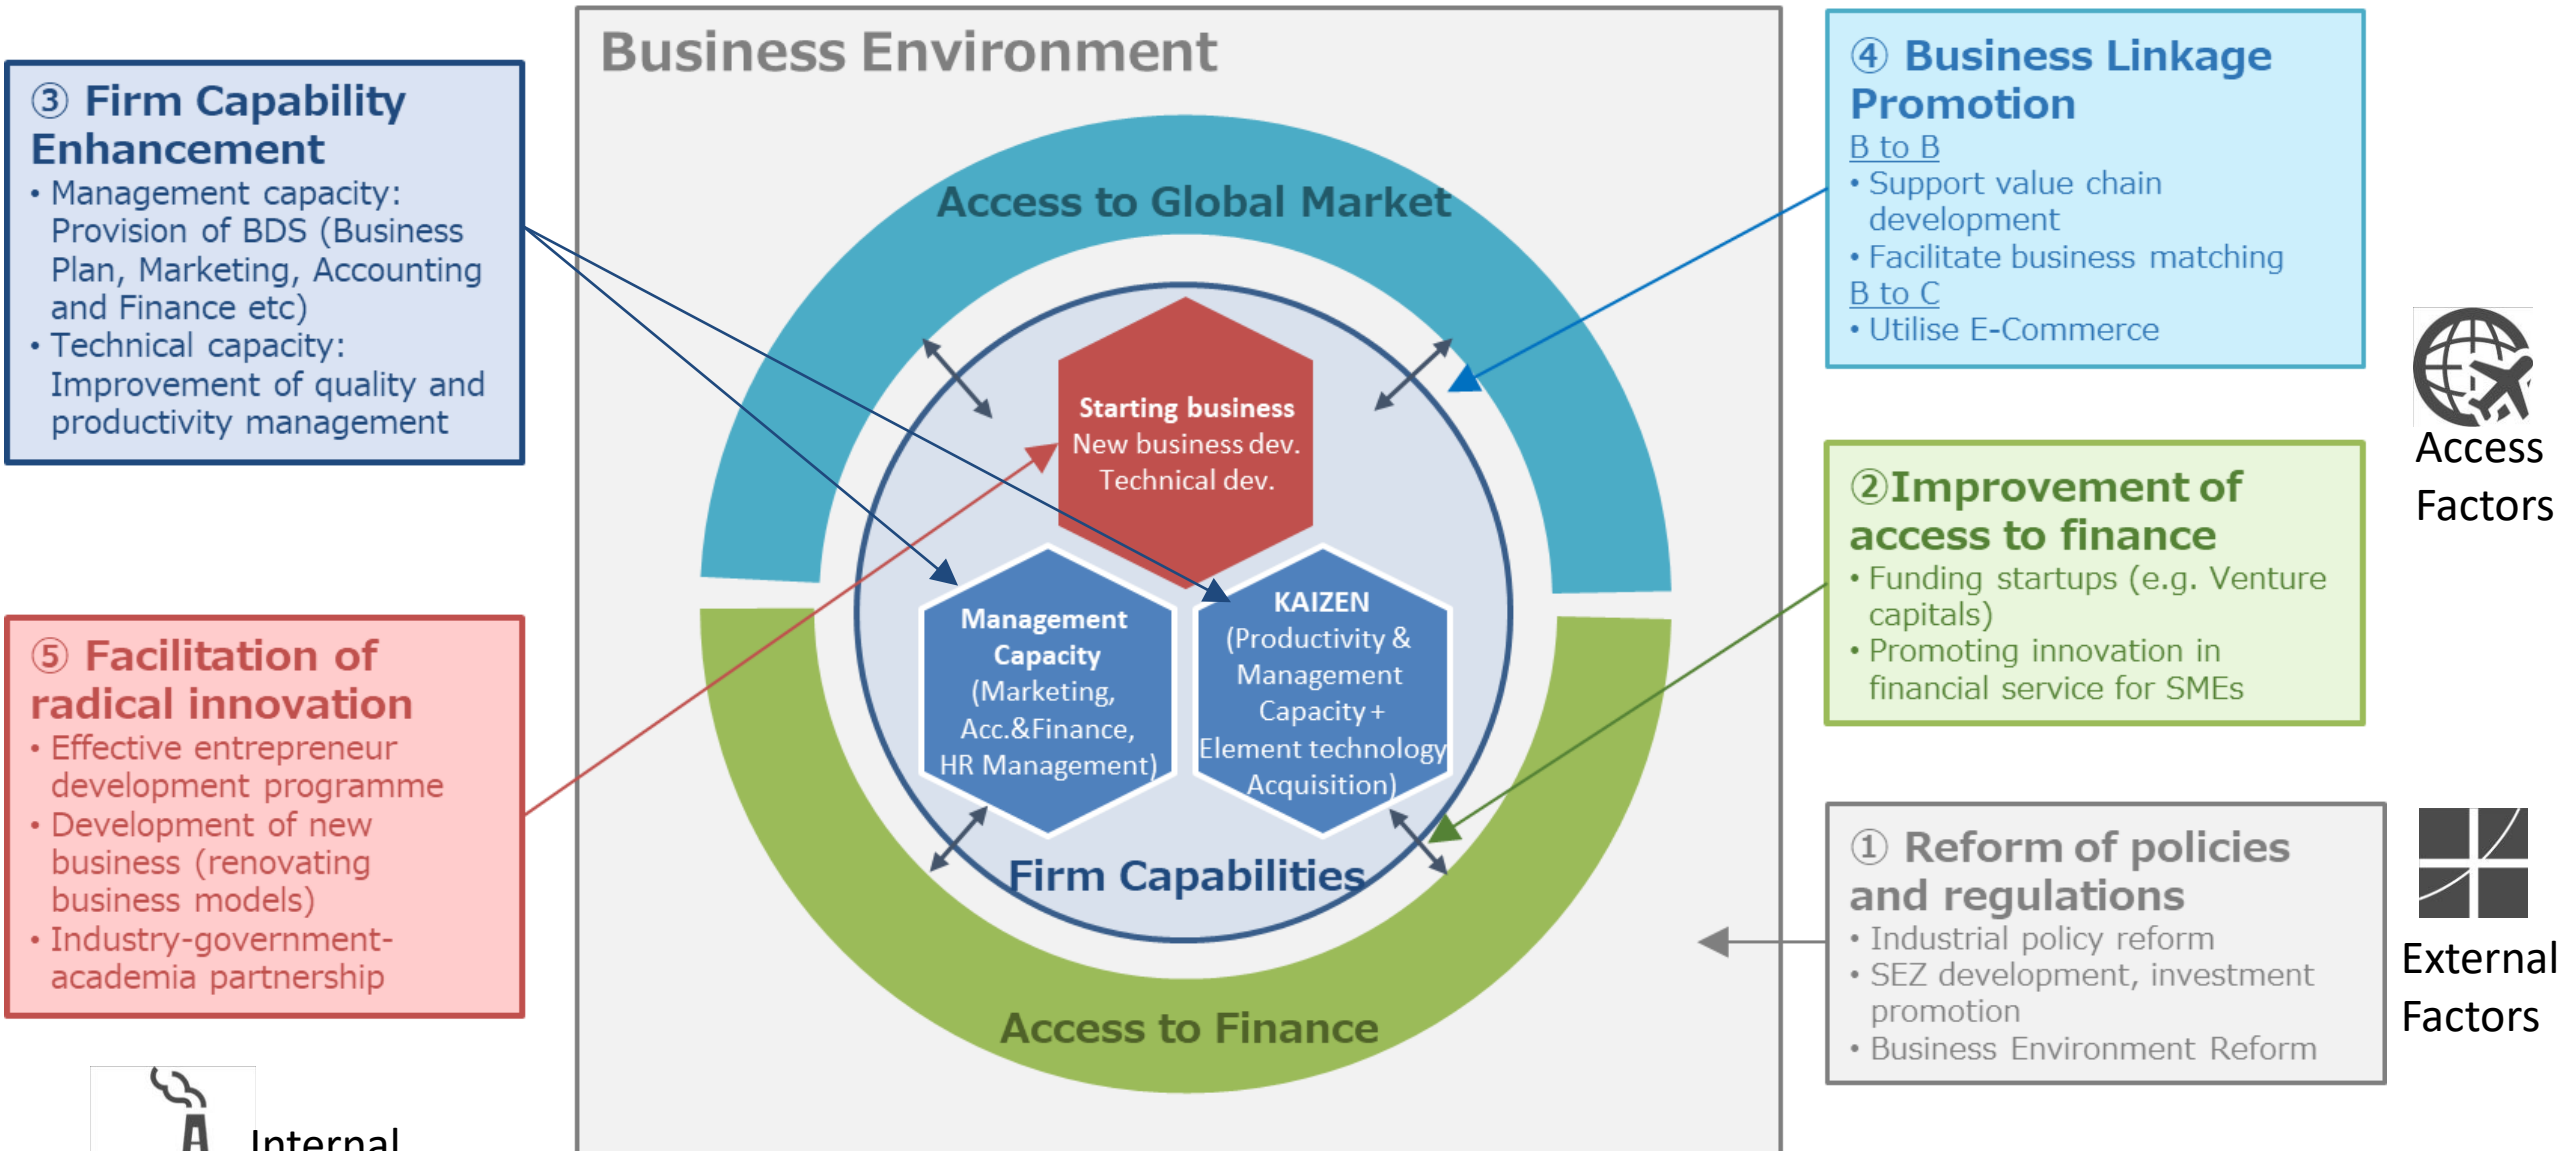 Business Environment
③ Firm Capability
Enhancement
• Management capacity:
Provision of BDS (Business
Plan, Marketing, Accounting
and Finance etc)
• Technical capacity:
Improvement of quality and
productivity management
⑤ Facilitation of
radical innovation
• Effective entrepreneur
development programme
• Development of new
business (renovating
business models)
• Industry-government-
academia partnership
Internal
Access to Global Market
Starting business
New business dev.
Technical dev.
Management
Capacity
(Marketing,
Acc.&Finance,
HR Management)
KAIZEN
(Productivity &
Management
Capacity +
Element technology
Acquisition)
Firm Capabilities
Access to Finance
④ Business Linkage
Promotion
B to B
• Support value chain
development
• Facilitate business matching
B to C
• Utilise E-Commerce
②Improvement of
access to finance
• Funding startups (e.g. Venture
capitals)
• Promoting innovation in
financial service for SMEs
Access
Factors
① Reform of policies
and regulations
• Industrial policy reform
• SEZ development, investment
promotion
• Business Environment Reform
External
Factors